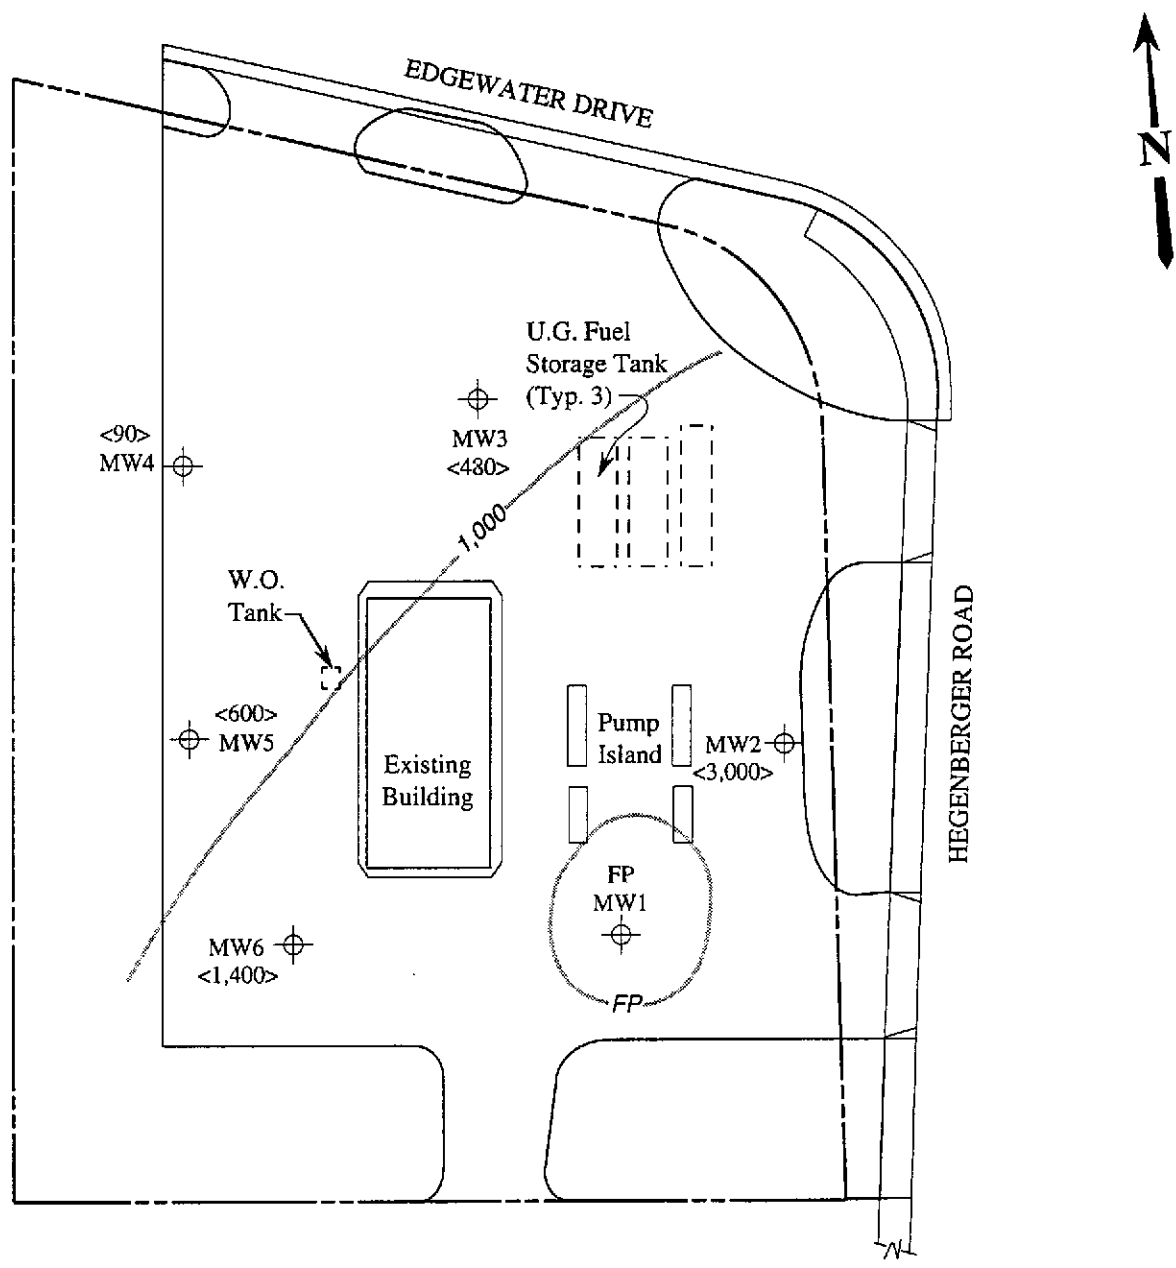 EDGEWATER DRIVE
N
U.G. Fuel
Storage Tank
(Typ. 3)
<90>
MW4
MW3
<480>
1,000
W.O.
Tank
<600>
MW5
Pump
Island
MW2
<3,000>
Existing
Building
HEGENBERGER ROAD
FP
MW1
MW6
<1,400>
FP